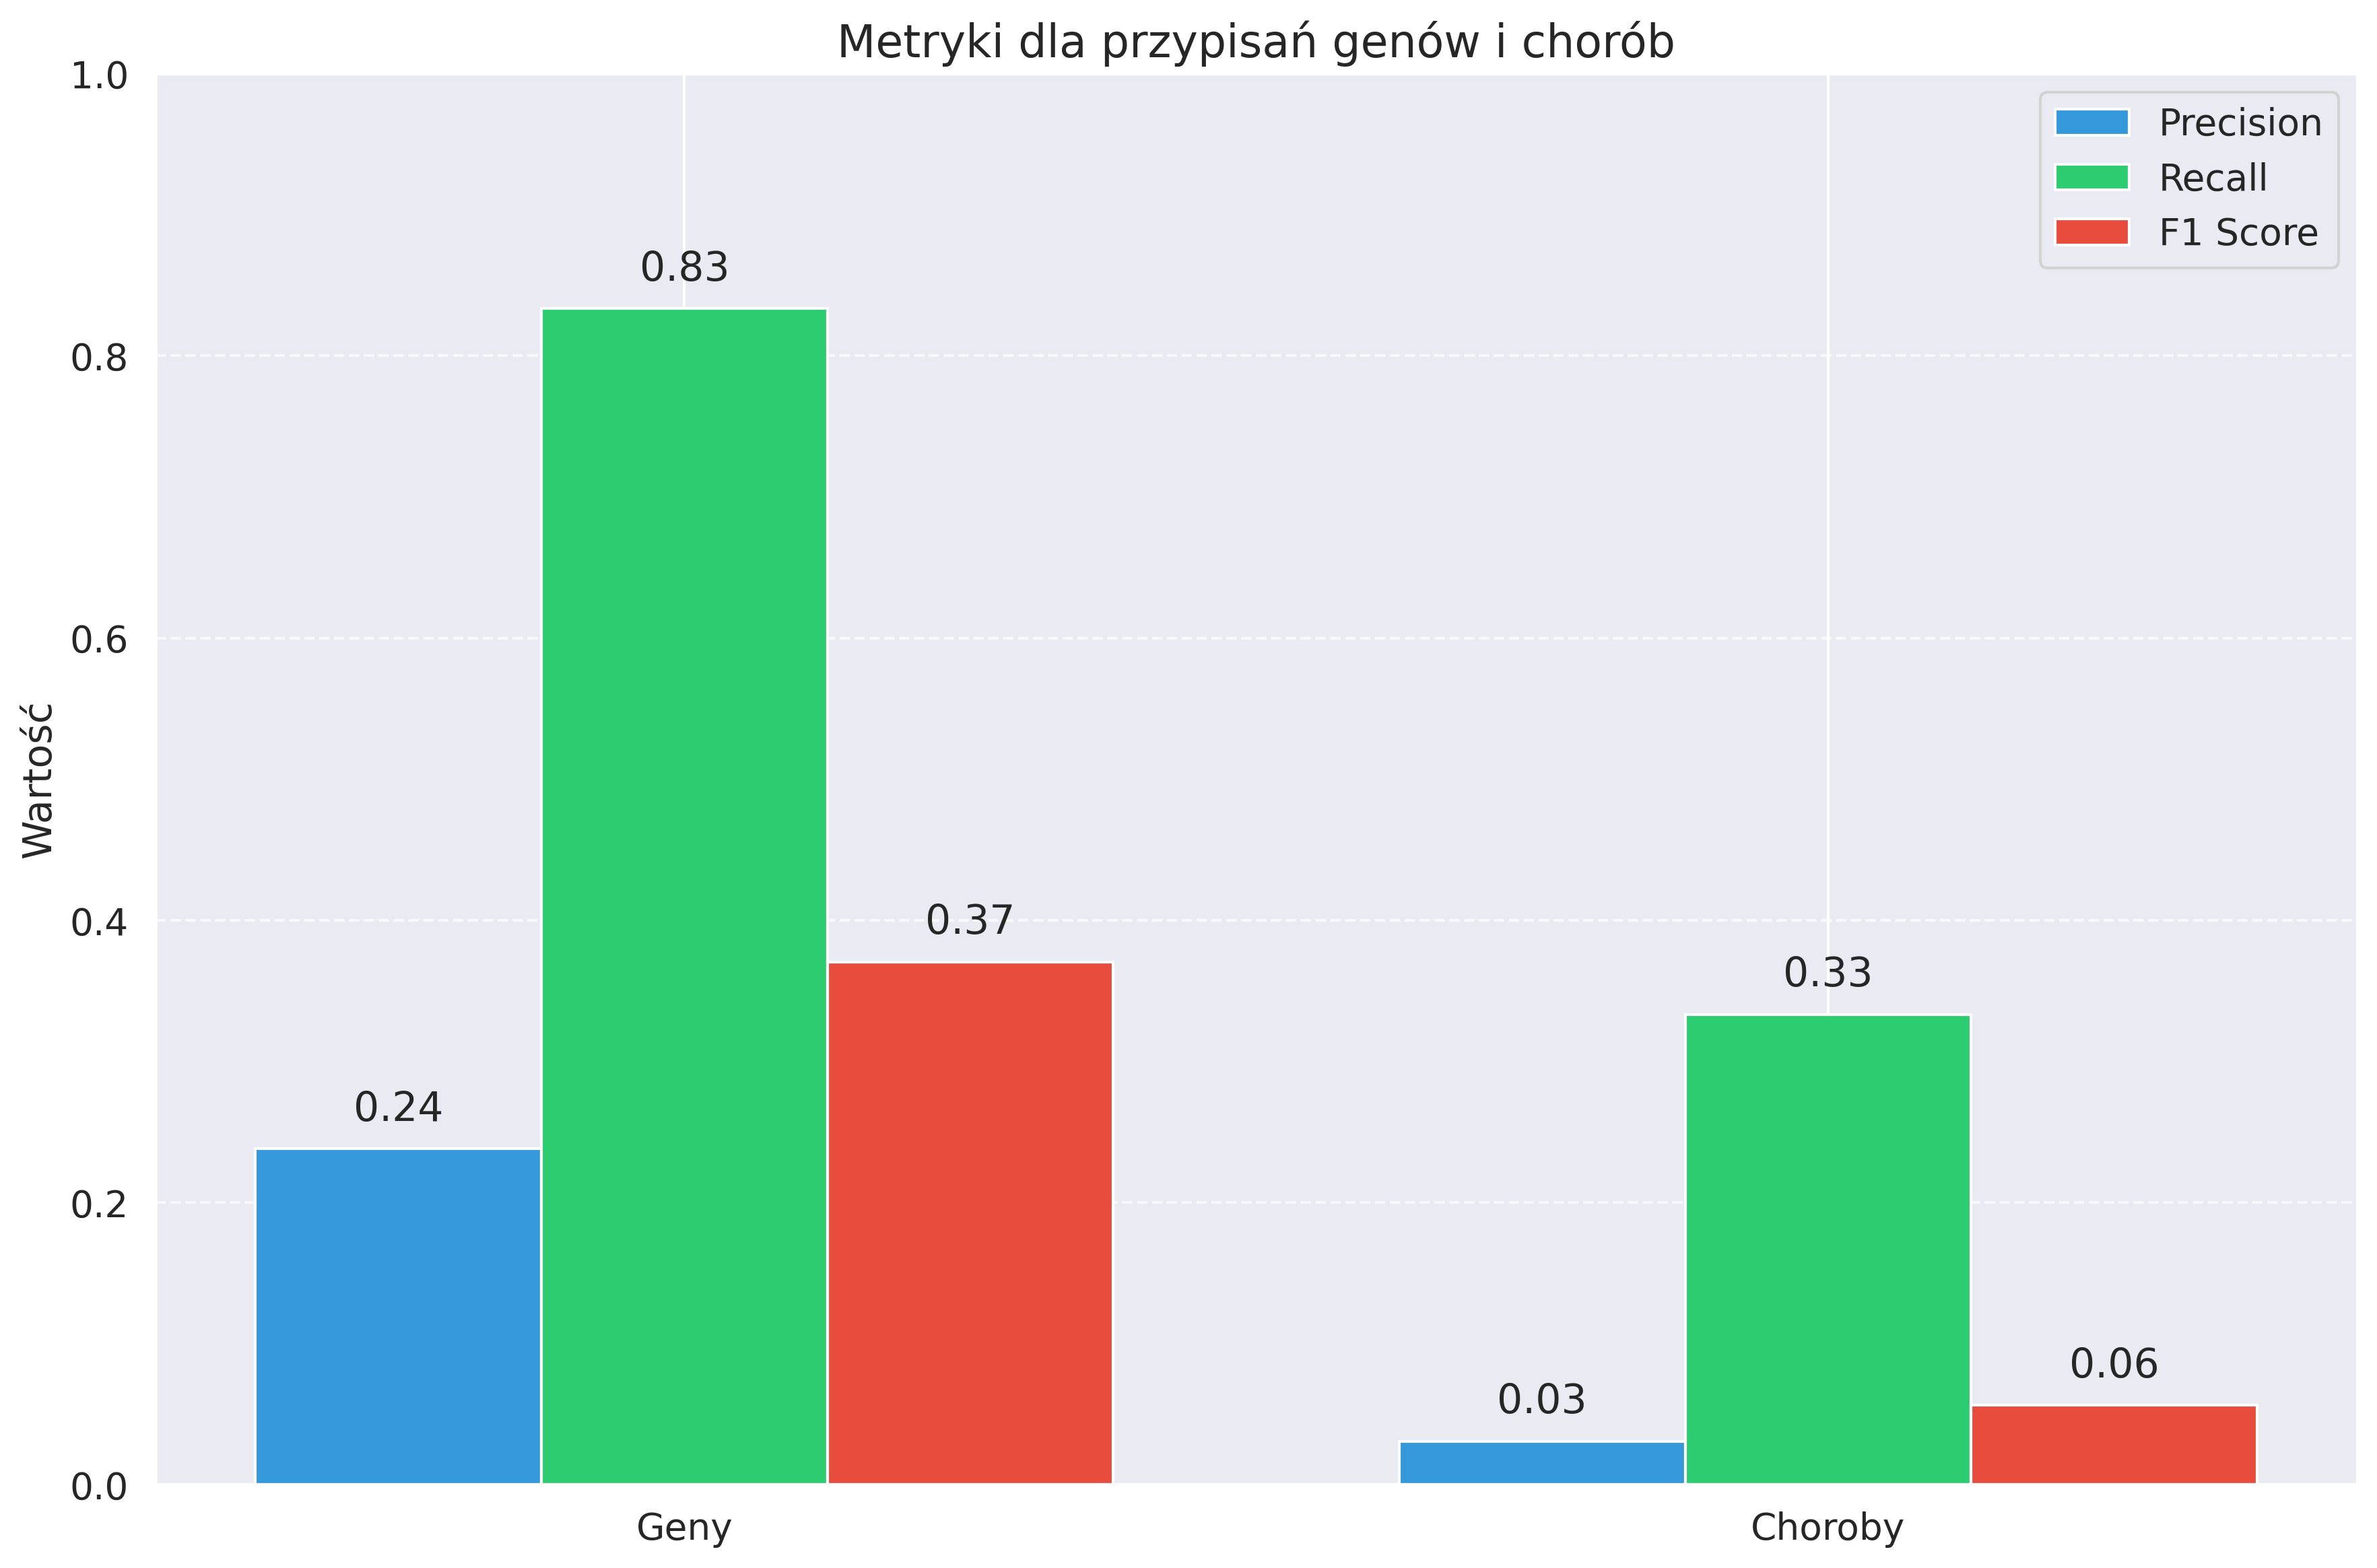 Metryki dla przypisań genów i chorób
1.0
0.8
0.6
0.4
0.2
0.0
Wartość
Precision
Recall
F1 Score
0.24
0.83
0.37
0.03
0.33
0.06
Geny
Choroby